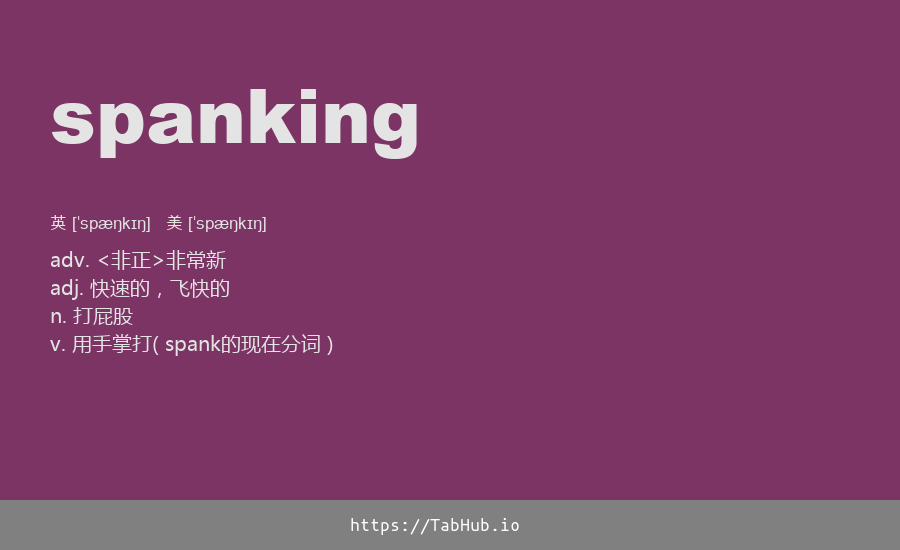 spanking
英 [ˈspæŋkɪŋ] 美 [ˈspæŋkɪŋ]
adv. <非正>非常新
adj. 快速的，飞快的
n. 打屁股
v. 用手掌打( spank的现在分词 )
https://TabHub.io